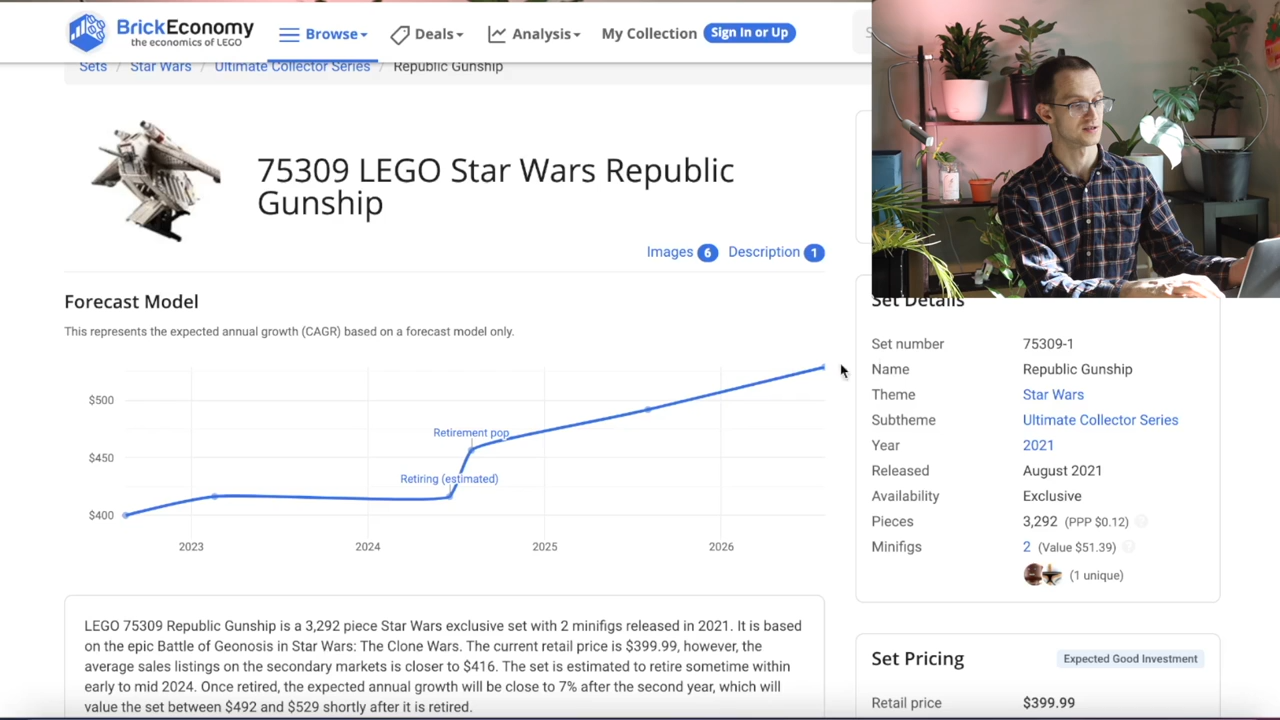 BrickEconomy
the economics of LEGO
Browse
Deals
Analysis
My Collection
Sign In or Up
Sets / Star Wars / Ultimate Collector Series / Republic Gunship
75309 LEGO Star Wars Republic
Gunship
Images 6
Description 1
Forecast Model
This represents the expected annual growth (CAGR) based on a forecast model only.
$500
$450
$400
Retirement pop
Retiring (estimated)
2023
2024
2025
2026
LEGO 75309 Republic Gunship is a 3,292 piece Star Wars exclusive set with 2 minifigs released in 2021. It is based
on the epic Battle of Geonosis in Star Wars: The Clone Wars. The current retail price is $399.99, however, the
average sales listings on the secondary markets is closer to $416. The set is estimated to retire sometime within
early to mid 2024. Once retired, the expected annual growth will be close to 7% after the second year, which will
value the set between $492 and $529 shortly after it is retired.
Set Details
Set number 75309-1
Name Republic Gunship
Theme Star Wars
Subtheme Ultimate Collector Series
Year 2021
Released August 2021
Availability Exclusive
Pieces 3,292 (PPP $0.12) ?
Minifigs 2 (Value $51.39) ?
(1 unique)
Set Pricing Expected Good Investment
Retail price $399.99